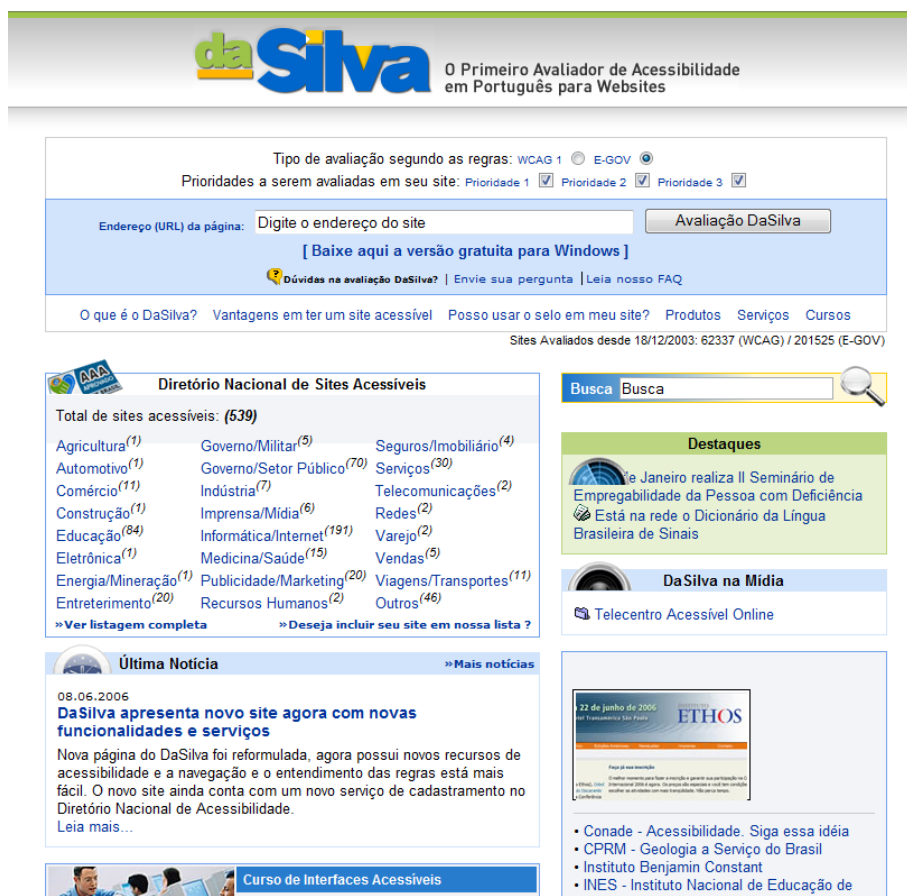 daSilva
O Primeiro Avaliador de Acessibilidade
em Português para Websites
Tipo de avaliação segundo as regras: WCAG 1 E-GOV
Prioridades a serem avaliadas em seu site: Prioridade 1 Prioridade 2 Prioridade 3
Endereço (URL) da página: Digite o endereço do site Avaliação DaSilva
[ Baixe aqui a versão gratuita para Windows ]
Dúvidas na avaliação DaSilva? | Envie sua pergunta | Leia nosso FAQ
O que é o DaSilva? Vantagens em ter um site acessível Posso usar o selo em meu site? Produtos Serviços Cursos
Sites Avaliados desde 18/12/2003: 62337 (WCAG) / 201525 (E-GOV)
AAA
APROVADO
Diretório Nacional de Sites Acessíveis
Total de sites acessíveis: (539)
Agricultura(1) Governo/Militar(5) Seguros/Imobiliário(4)
Automotivo(1) Governo/Setor Público(70) Serviços(30)
Comércio(11) Indústria(7) Telecomunicações(2)
Construção(1) Imprensa/Mídia(6) Redes(2)
Educação(84) Informática/Internet(191) Varejo(2)
Eletrônica(1) Medicina/Saúde(15) Vendas(5)
Energia/Mineração(1) Publicidade/Marketing(20) Viagens/Transportes(11)
Entreterimento(20) Recursos Humanos(2) Outros(46)
»Ver listagem completa »Deseja incluir seu site em nossa lista ?
Busca Busca
Destaques
e Janeiro realiza II Seminário de
Empregabilidade da Pessoa com Deficiência
Está na rede o Dicionário da Língua
Brasileira de Sinais
DaSilva na Mídia
Telecentro Acessível Online
Última Notícia »Mais notícias
08.06.2006
DaSilva apresenta novo site agora com novas
funcionalidades e serviços
Nova página do DaSilva foi reformulada, agora possui novos recursos de
acessibilidade e a navegação e o entendimento das regras está mais
fácil. O novo site ainda conta com um novo serviço de cadastramento no
Diretório Nacional de Acessibilidade.
Leia mais...
Curso de Interfaces Acessíveis
22 de junho de 2006
Hotel Transamérica São Paulo
ETHOS
Faça já sua inscrição
• Conade - Acessibilidade. Siga essa idéia
• CPRM - Geologia a Serviço do Brasil
• Instituto Benjamin Constant
• INES - Instituto Nacional de Educação de